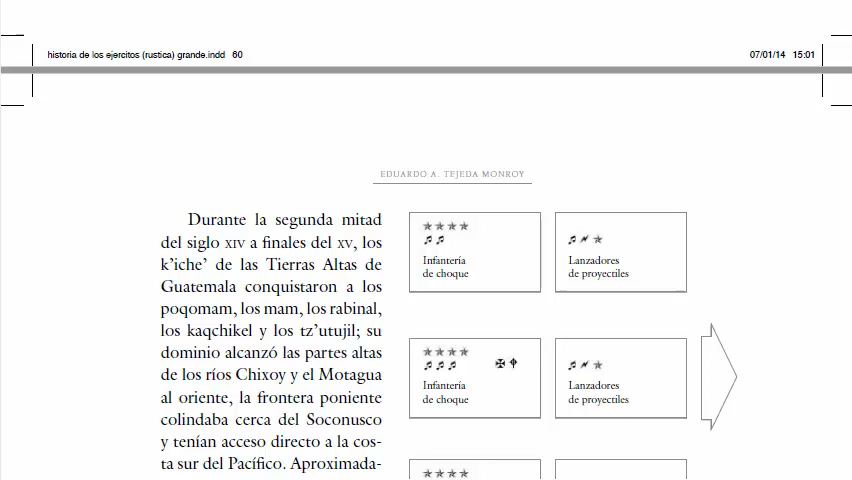 historia de los ejercitos (rustica) grande.indd 60
07/01/14 15:01
EDUARDO A. TEJEDA MONROY
Durante la segunda mitad
del siglo XIV a finales del XV, los
k'iche' de las Tierras Altas de
Guatemala conquistaron a los
poqomam, los mam, los rabinal,
los kaqchikel y los tz'utujil; su
dominio alcanzó las partes altas
de los ríos Chixoy y el Motagua
al oriente, la frontera poniente
colindaba cerca del Soconusco
y tenían acceso directo a la cos-
ta sur del Pacífico. Aproximada-
Infantería
de choque
Lanzadores
de proyectiles
Infantería
de choque
Lanzadores
de proyectiles